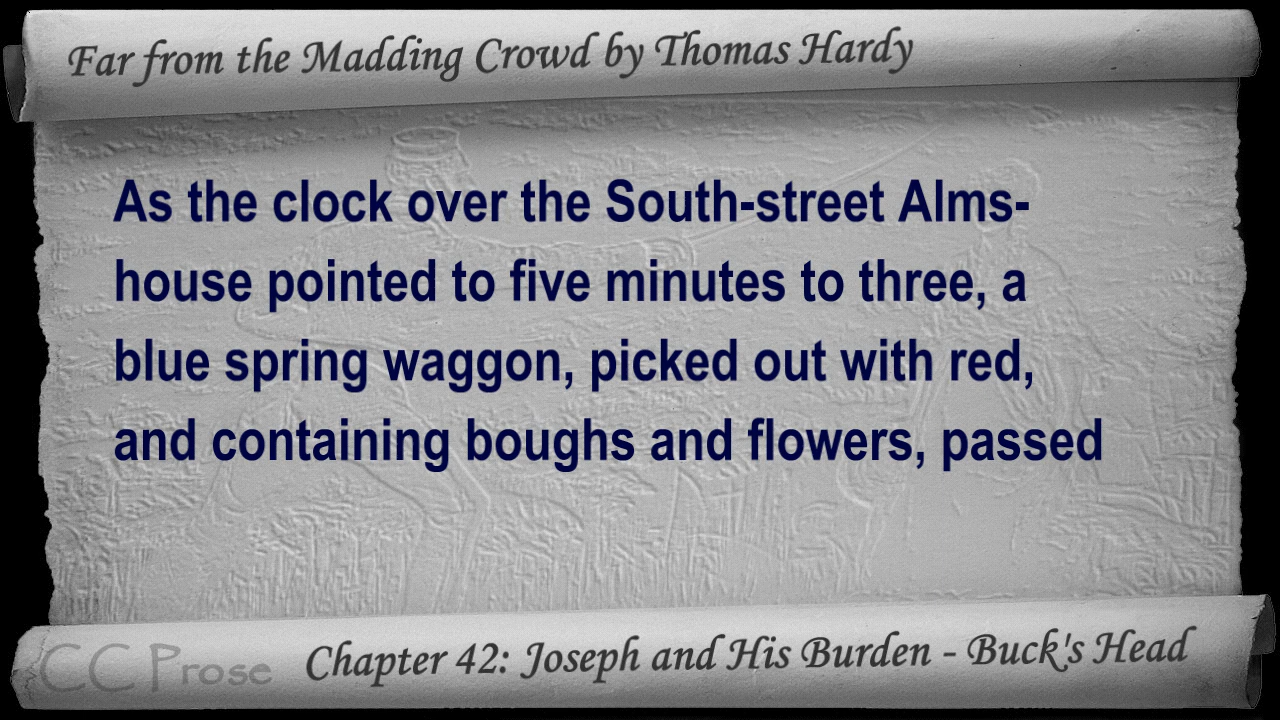 Far from the Madding Crowd by Thomas Hardy
As the clock over the South-street Alms-
house pointed to five minutes to three, a
blue spring waggon, picked out with red,
and containing boughs and flowers, passed
CC Prose
Chapter 42: Joseph and His Burden - Buck's Head